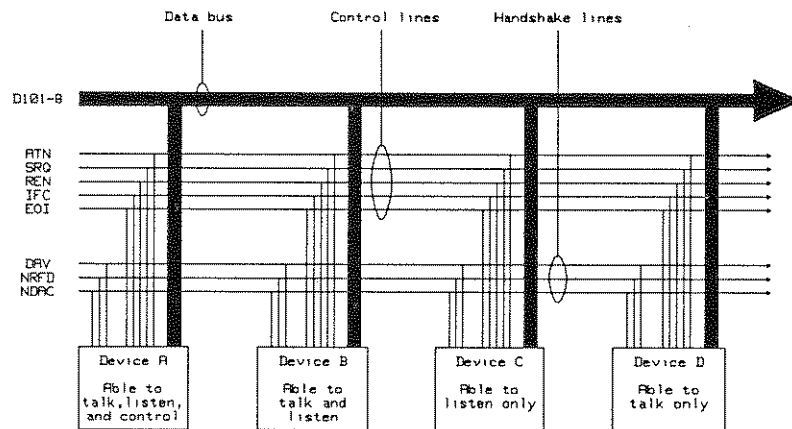 Data bus
Control lines
Handshake lines
D101-8
ATN
SRQ
REN
IFC
EOI
DAV
NRFD
NDAC
Device A
Able to
talk, listen,
and control
Device B
Able to
talk and
listen
Device C
Able to
listen only
Device D
Able to
talk only